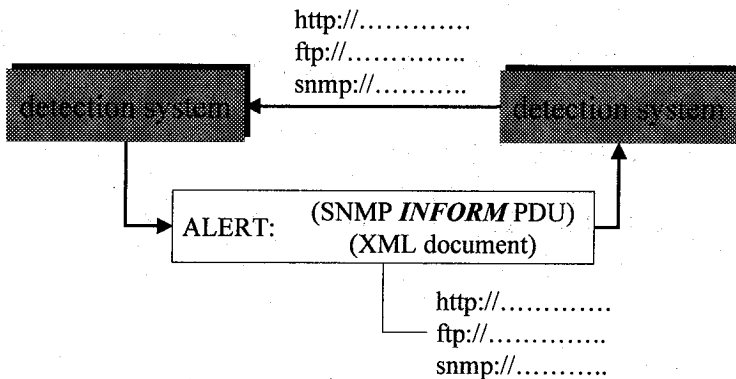 http://………….
ftp://…………..
snmp://………..
detection system
detection system
ALERT: (SNMP INFORM PDU)
(XML document)
http://………….
ftp://…………..
snmp://………..